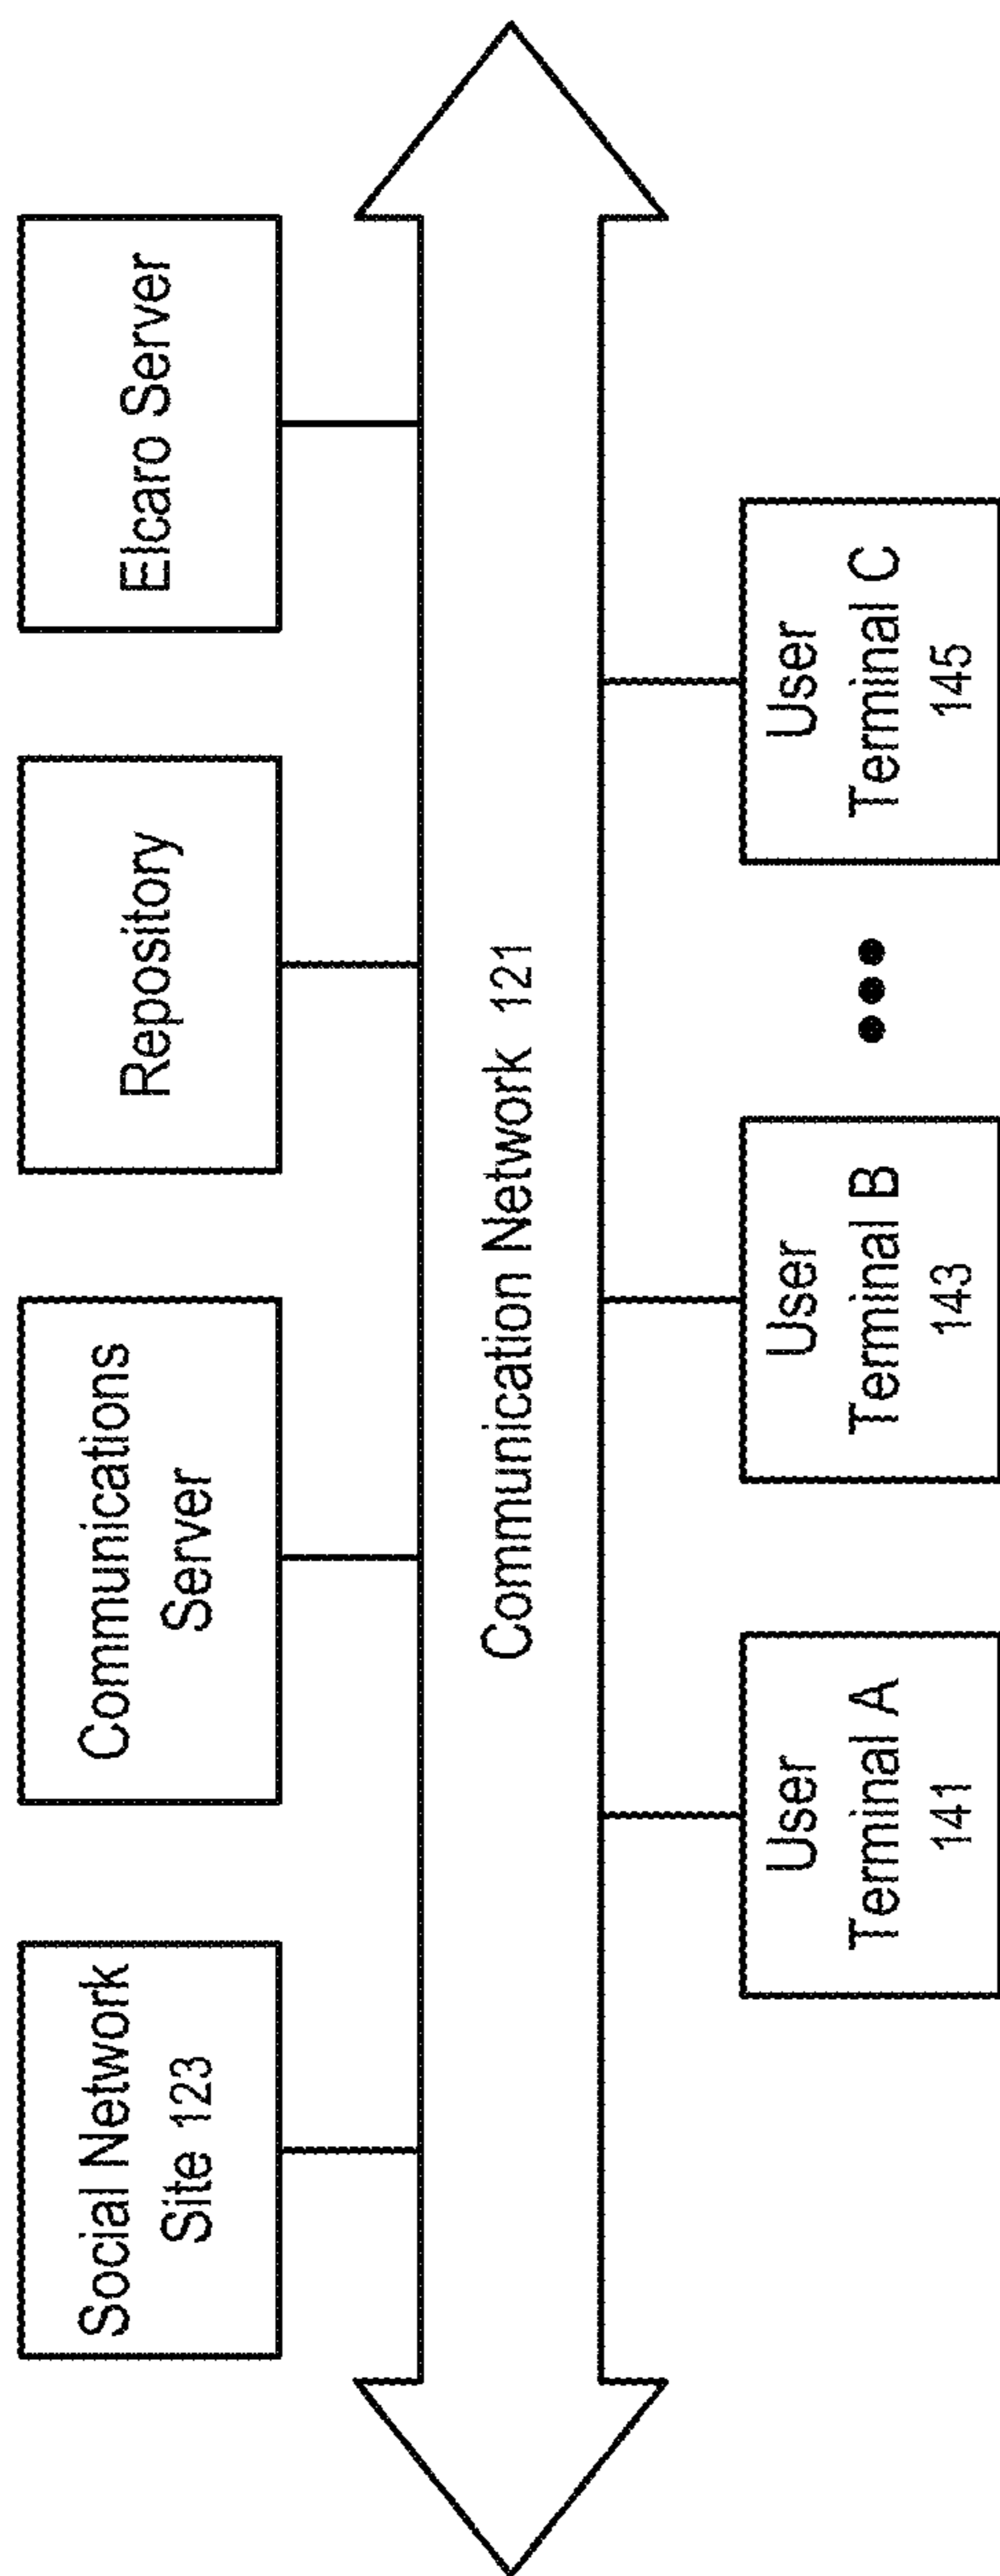 Social Network
Site 123
Communications
Server
Repository
Elcaro Server
Communication Network 121
User
Terminal A
141
User
Terminal B
143
User
Terminal C
145